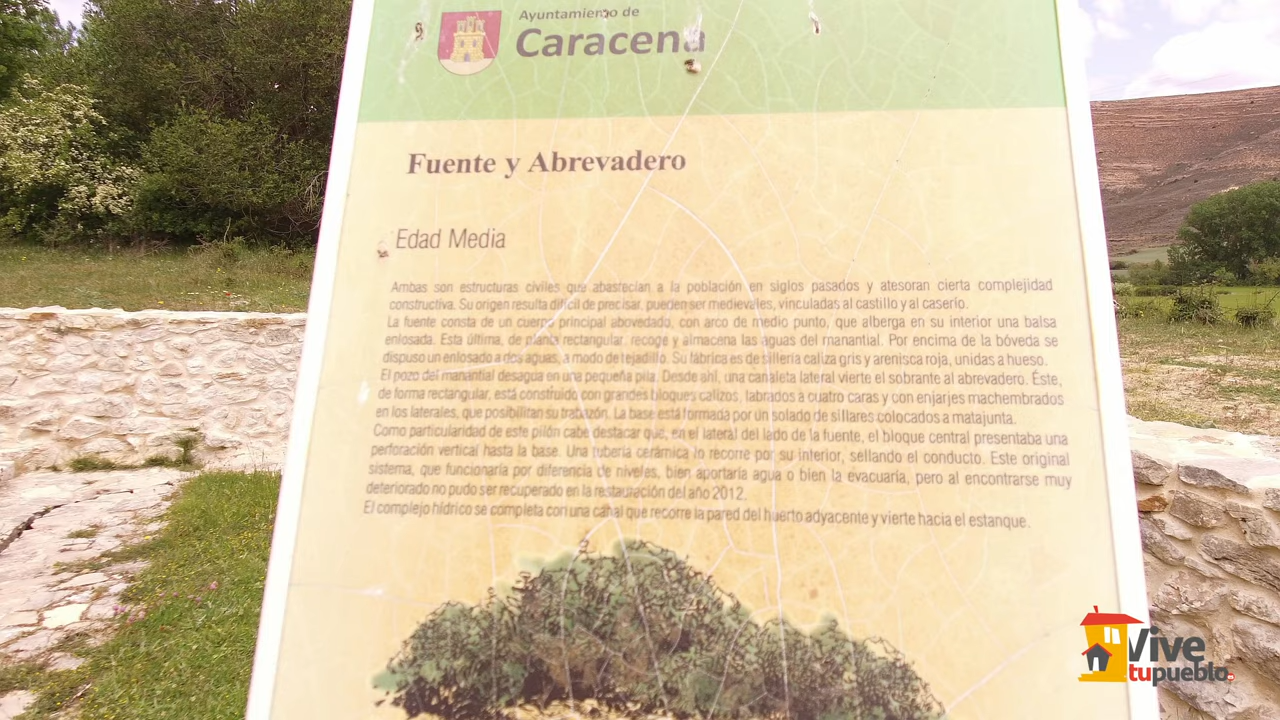 Ayuntamiento de
Caracena
Fuente y Abrevadero
Edad Media
Ambas son estructuras civiles que abastecían a la población en siglos pasados y atesoran cierta complejidad
constructiva. Su origen resulta difícil de precisar, pueden ser medievales, vinculadas al castillo y al caserío.
La fuente consta de un cuerpo principal abovedado, con arco de medio punto, que alberga en su interior una balsa
enlosada. Esta última, de planta rectangular, recoge y almacena las aguas del manantial. Por encima de la bóveda se
dispuso un enlosado a dos aguas, a modo de tejadillo. Su fábrica es de sillería caliza gris y arenisca roja, unidas a hueso.
El pozo del manantial desagua en una pequeña pila. Desde ahí, una canaleta lateral vierte el sobrante al abrevadero. Éste,
de forma rectangular, está construido con grandes bloques calizos, labrados a cuatro caras y con enjarjes machembrados
en los laterales, que posibilitan su trabazón. La base está formada por un solado de sillares colocados a matajunta.
Como particularidad de este pilón cabe destacar que, en el lateral del lado de la fuente, el bloque central presentaba una
perforación vertical hasta la base. Una tubería cerámica lo recorre por su interior, sellando el conducto. Este original
sistema, que funcionaría por diferencia de niveles, bien aportaría agua o bien la evacuaría, pero al encontrarse muy
deteriorado no pudo ser recuperado en la restauración del año 2012.
El complejo hídrico se completa con una canal que recorre la pared del huerto adyacente y vierte hacia el estanque.
Vive
tupueblo.